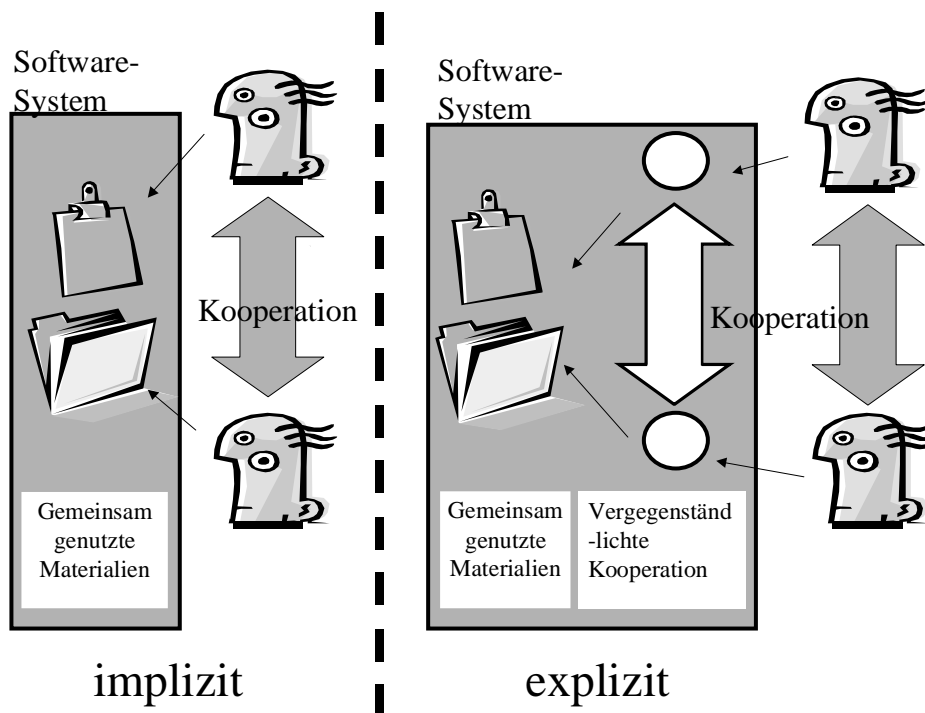 Software-
System
Kooperation
Gemeinsam
genutzte
Materialien
implizit
Software-
System
Kooperation
Gemeinsam
genutzte
Materialien
Vergegenständ
-lichte
Kooperation
explizit